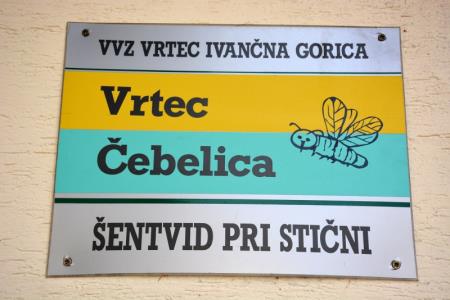 VVZ VRTEC IVANČNA GORICA
Vrtec
Čebelica
ŠENTVID PRI STIČNI